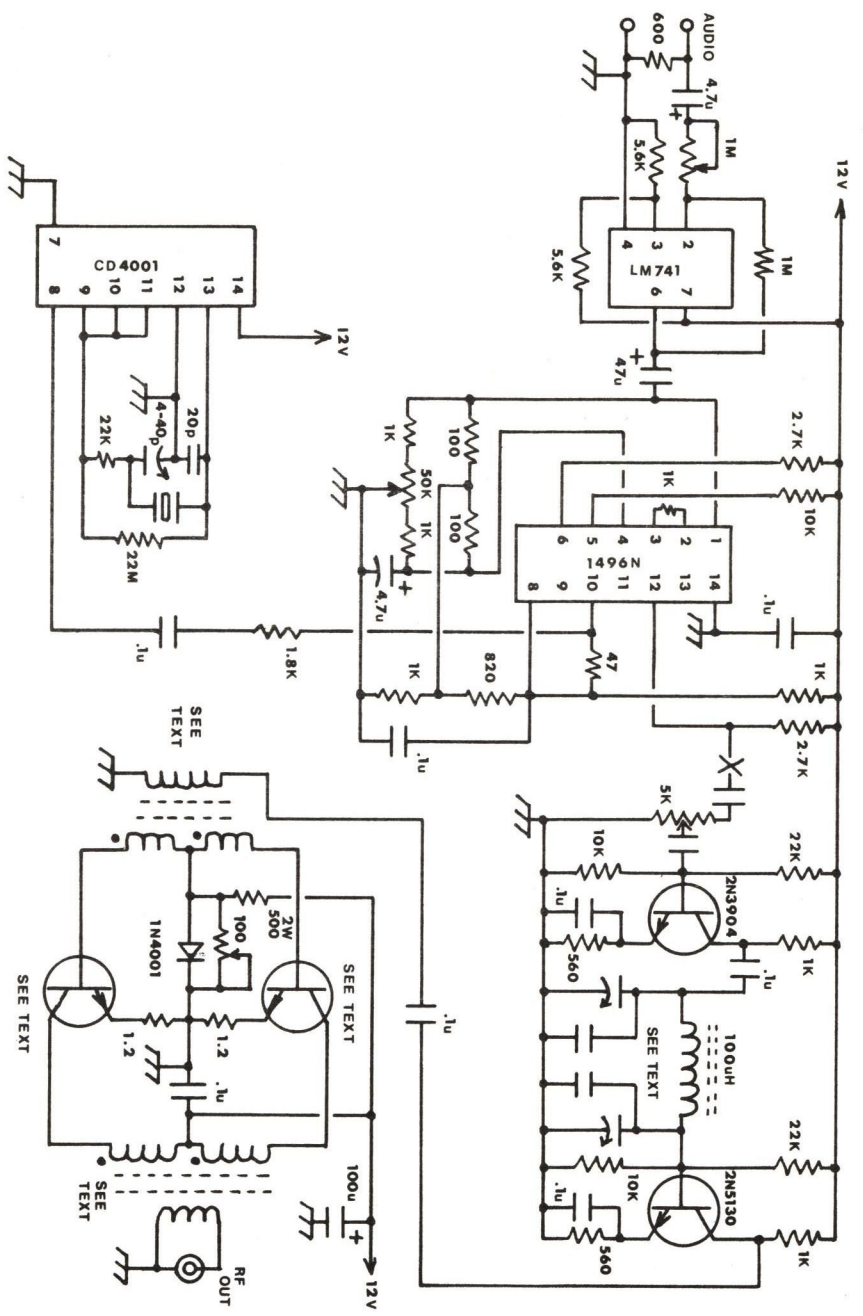 AUDIO
600
4.7u
+
1M
5.6K
12V
2
3
4
LM741
7
6
1M
5.6K
+
47u
7
CD4001
14
13
12
11
10
9
8
12V
20p
4-40p
22K
22M
1K
50K
1K
100
100
+
4.7u
2.7K
10K
1K
1
2
3
4
5
6
1496N
14
13
12
11
10
9
8
.1u
47
1K
2.7K
820
1K
.1u
1.8K
.1u
5K
22K
10K
2N3904
1K
.1u
560
.1u
100uH
SEE TEXT
22K
10K
2N5130
1K
.1u
560
.1u
SEE
TEXT
2W
500
100
1N4001
SEE TEXT
SEE TEXT
1.2
1.2
.1u
SEE
TEXT
100u
+
12V
RF
OUT